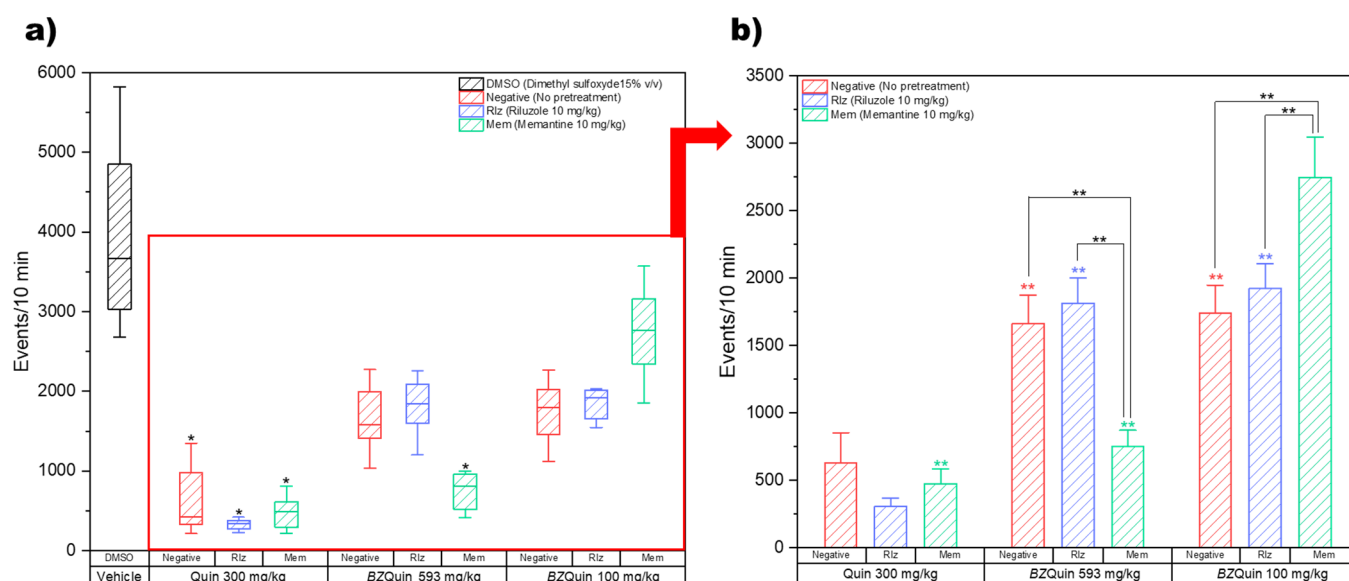 a)
6000
5000
4000
3000
2000
1000
0
Events/10 min
DMSO (Dimethyl sulfoxyde15% v/v)
Negative (No pretreatment)
Rlz (Riluzole 10 mg/kg)
Mem (Memantine 10 mg/kg)
*
*
*
*
DMSO Negative Rlz Mem Negative Rlz Mem Negative Rlz Mem
Vehicle Quin 300 mg/kg BZQuin 593 mg/kg BZQuin 100 mg/kg
b)
3500
3000
2500
2000
1500
1000
500
0
Events/10 min
Negative (No pretreatment)
Rlz (Riluzole 10 mg/kg)
Mem (Memantine 10 mg/kg)
**
**
**
**
**
**
**
**
**
**
Negative Rlz Mem Negative Rlz Mem Negative Rlz Mem
Quin 300 mg/kg BZQuin 593 mg/kg BZQuin 100 mg/kg